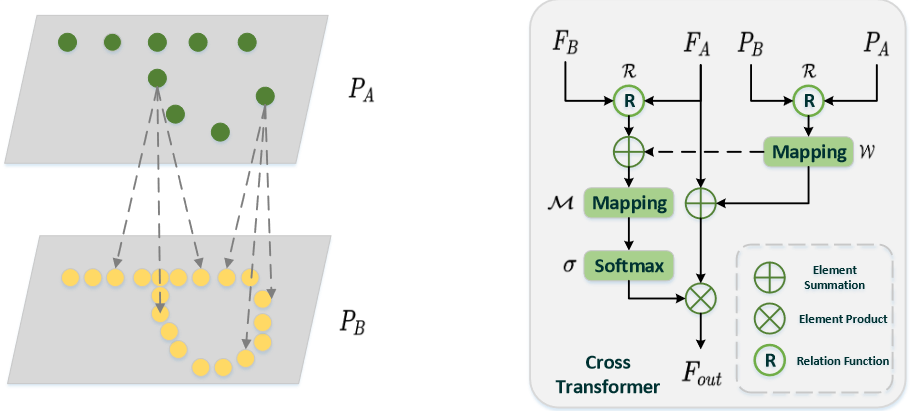 P_A
P_B
F_B F_A P_B P_A
ℛ ℛ
R R
Mapping 𝒲
ℳ Mapping
σ Softmax
Element
Summation
Element Product
R Relation Function
Cross
Transformer
F_out